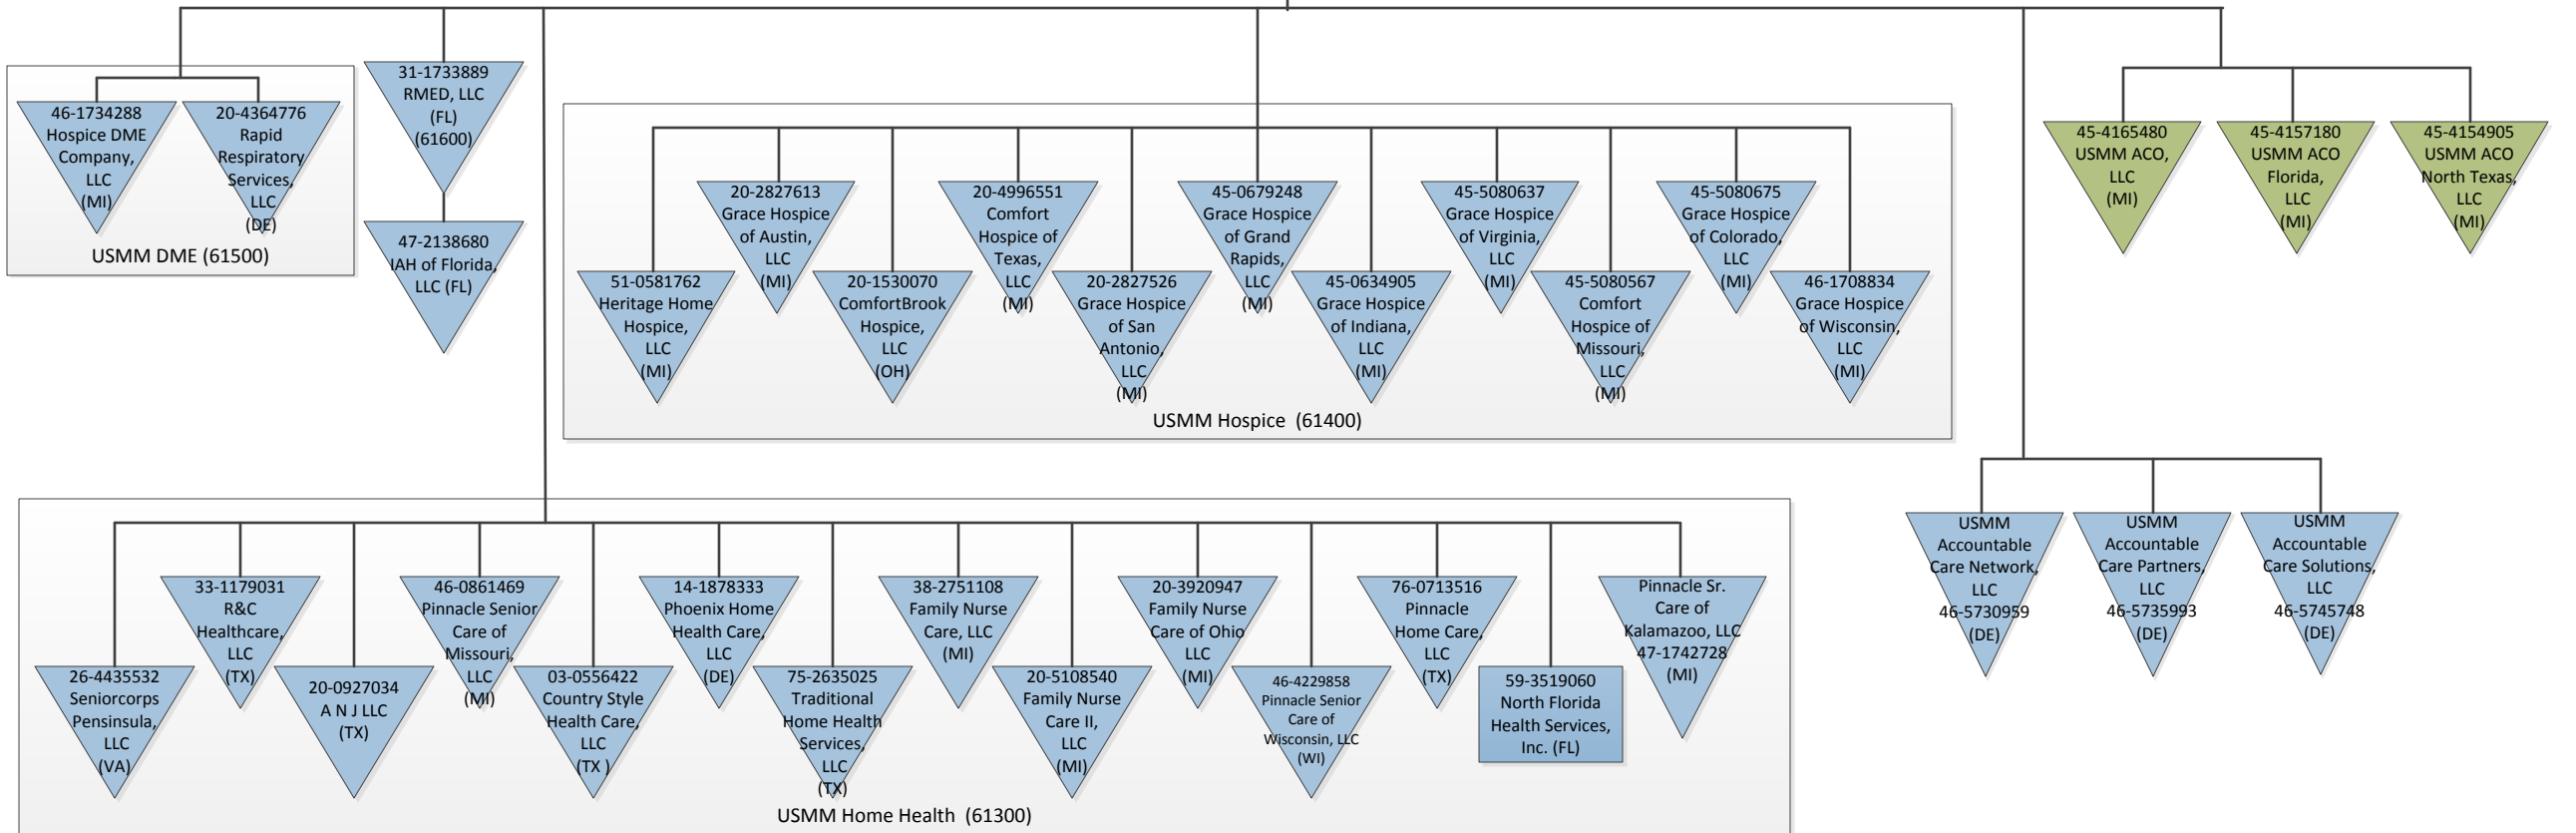 46-1734288
Hospice DME
Company,
LLC
(MI)
20-4364776
Rapid
Respiratory
Services,
LLC
(DE)
USMM DME (61500)
31-1733889
RMED, LLC
(FL)
(61600)
47-2138680
IAH of Florida,
LLC (FL)
51-0581762
Heritage Home
Hospice,
LLC
(MI)
20-2827613
Grace Hospice
of Austin,
LLC
(MI)
20-1530070
ComfortBrook
Hospice,
LLC
(OH)
20-4996551
Comfort
Hospice of
Texas,
LLC
(MI)
20-2827526
Grace Hospice
of San
Antonio,
LLC
(MI)
45-0679248
Grace Hospice
of Grand
Rapids,
LLC
(MI)
45-0634905
Grace Hospice
of Indiana,
LLC
(MI)
45-5080637
Grace Hospice
of Virginia,
LLC
(MI)
45-5080567
Comfort
Hospice of
Missouri,
LLC
(MI)
45-5080675
Grace Hospice
of Colorado,
LLC
(MI)
46-1708834
Grace Hospice
of Wisconsin,
LLC
(MI)
USMM Hospice (61400)
45-4165480
USMM ACO,
LLC
(MI)
45-4157180
USMM ACO
Florida,
LLC
(MI)
45-4154905
USMM ACO
North Texas,
LLC
(MI)
26-4435532
Seniorcorps
Pensinsula,
LLC
(VA)
33-1179031
R&C
Healthcare,
LLC
(TX)
20-0927034
A N J LLC
(TX)
46-0861469
Pinnacle Senior
Care of
Missouri,
LLC
(MI)
03-0556422
Country Style
Health Care,
LLC
(TX )
14-1878333
Phoenix Home
Health Care,
LLC
(DE)
75-2635025
Traditional
Home Health
Services,
LLC
(TX)
38-2751108
Family Nurse
Care, LLC
(MI)
20-5108540
Family Nurse
Care II,
LLC
(MI)
20-3920947
Family Nurse
Care of Ohio
LLC
(MI)
46-4229858
Pinnacle Senior
Care of
Wisconsin, LLC
(WI)
76-0713516
Pinnacle
Home Care,
LLC
(TX)
59-3519060
North Florida
Health Services,
Inc. (FL)
Pinnacle Sr.
Care of
Kalamazoo, LLC
47-1742728
(MI)
USMM Home Health (61300)
USMM
Accountable
Care Network,
LLC
46-5730959
(DE)
USMM
Accountable
Care Partners,
LLC
46-5735993
(DE)
USMM
Accountable
Care Solutions,
LLC
46-5745748
(DE)